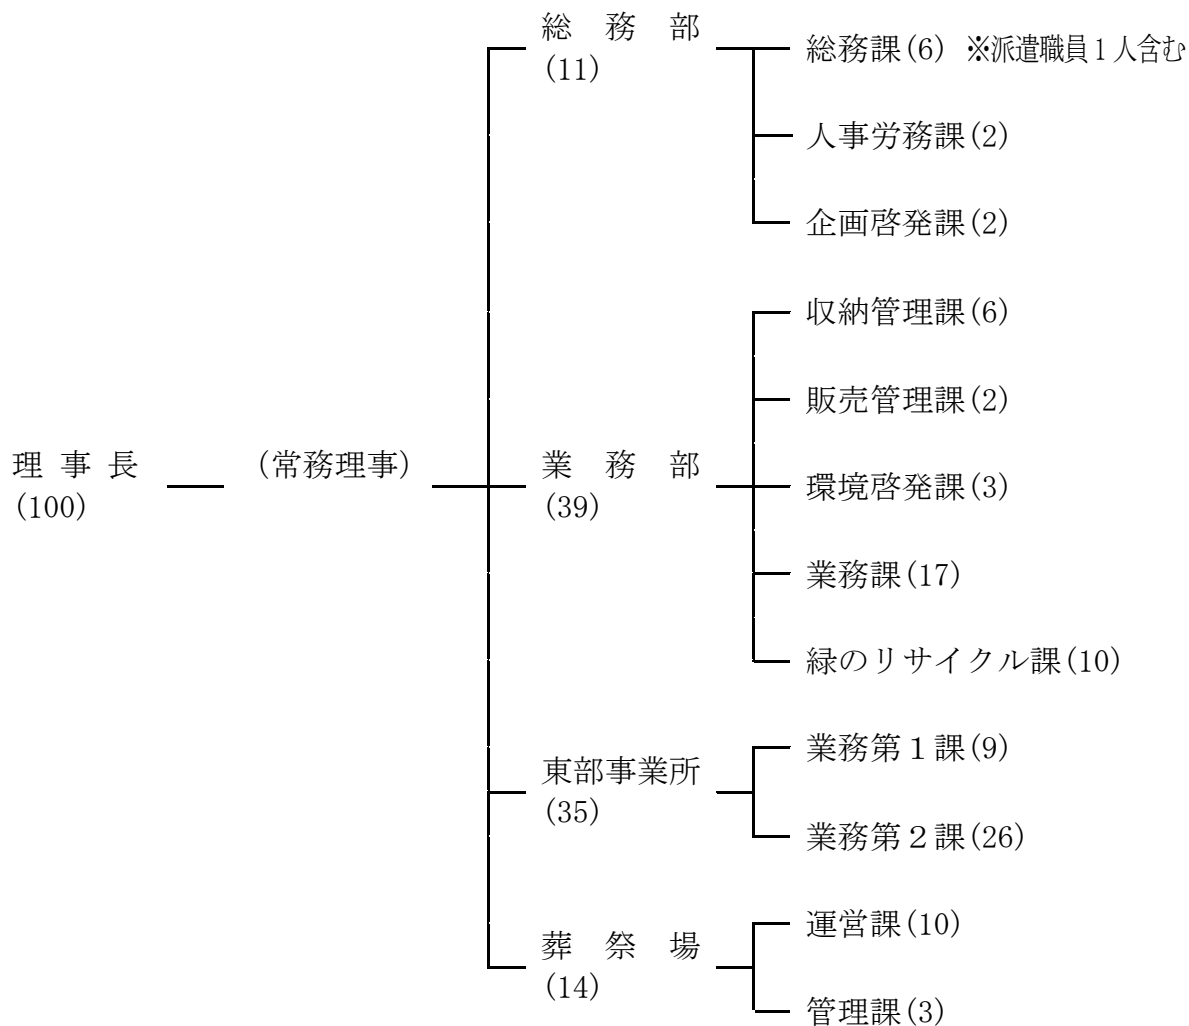 総務部
(11)
総務課(6) ※派遣職員1人含む
人事労務課(2)
企画啓発課(2)
収納管理課(6)
販売管理課(2)
理事長
(100)
(常務理事)
業務部
(39)
環境啓発課(3)
業務課(17)
緑のリサイクル課(10)
東部事業所
(35)
業務第1課(9)
業務第2課(26)
葬祭場
(14)
運営課(10)
管理課(3)